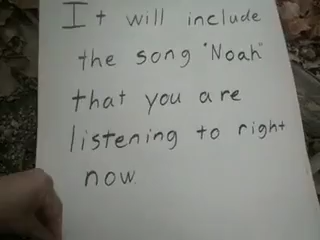 It will include
the song "Noah"
that you are
listening to right
now.